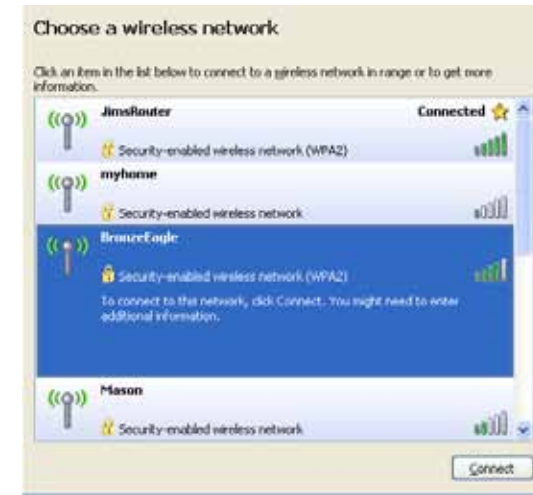 Choose a wireless network
Click an item in the list below to connect to a wireless network in range or to get more
information.
JimsRouter Connected
Security-enabled wireless network (WPA2)
myhome
Security-enabled wireless network
BronzeEagle
Security-enabled wireless network (WPA2)
To connect to this network, click Connect. You might need to enter
additional information.
Mason
Security-enabled wireless network
Connect